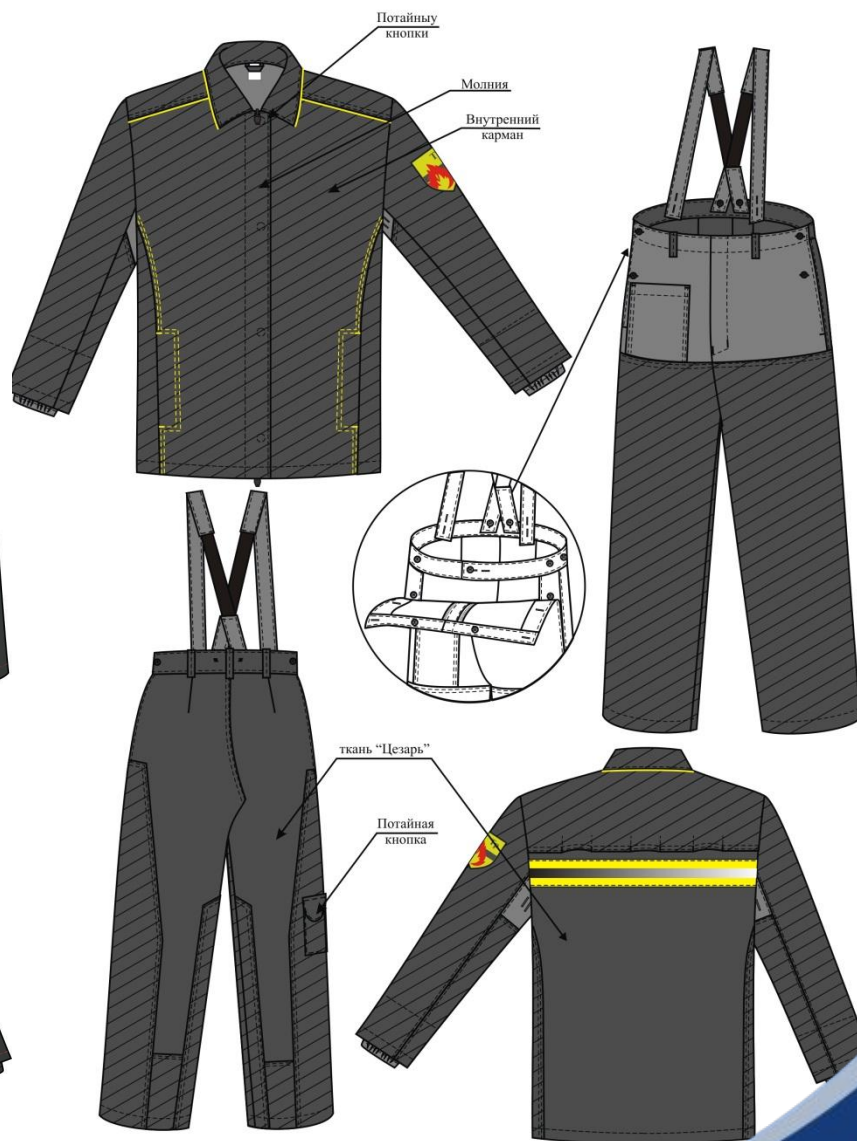 Потайныу
кнопки
Молния
Внутренний
карман
ткань “Цезарь”
Потайная
кнопка